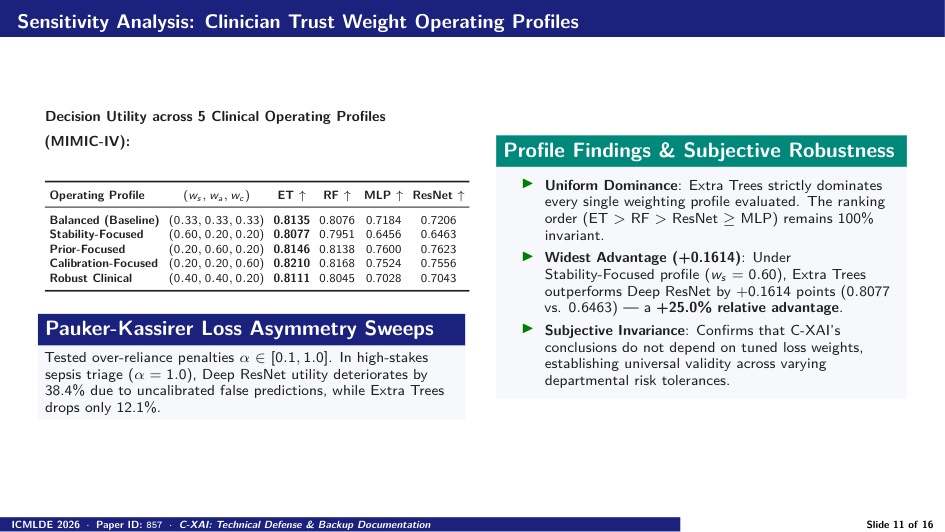 Sensitivity Analysis: Clinician Trust Weight Operating Profiles
Decision Utility across 5 Clinical Operating Profiles
(MIMIC-IV):
Operating Profile (w_s, w_a, w_c) ET ↑ RF ↑ MLP ↑ ResNet ↑
Balanced (Baseline) (0.33, 0.33, 0.33) 0.8135 0.8076 0.7184 0.7206
Stability-Focused (0.60, 0.20, 0.20) 0.8077 0.7951 0.6456 0.6463
Prior-Focused (0.20, 0.60, 0.20) 0.8146 0.8138 0.7600 0.7623
Calibration-Focused (0.20, 0.20, 0.60) 0.8210 0.8168 0.7524 0.7556
Robust Clinical (0.40, 0.40, 0.20) 0.8111 0.8045 0.7028 0.7043
Pauker-Kassirer Loss Asymmetry Sweeps
Tested over-reliance penalties α ∈ [0.1, 1.0]. In high-stakes
sepsis triage (α = 1.0), Deep ResNet utility deteriorates by
38.4% due to uncalibrated false predictions, while Extra Trees
drops only 12.1%.
Profile Findings & Subjective Robustness
▶ Uniform Dominance: Extra Trees strictly dominates
every single weighting profile evaluated. The ranking
order (ET > RF > ResNet ≥ MLP) remains 100%
invariant.
▶ Widest Advantage (+0.1614): Under
Stability-Focused profile (w_s = 0.60), Extra Trees
outperforms Deep ResNet by +0.1614 points (0.8077
vs. 0.6463) — a +25.0% relative advantage.
▶ Subjective Invariance: Confirms that C-XAI's
conclusions do not depend on tuned loss weights,
establishing universal validity across varying
departmental risk tolerances.
ICMLDE 2026 · Paper ID: 857 · C-XAI: Technical Defense & Backup Documentation
Slide 11 of 16